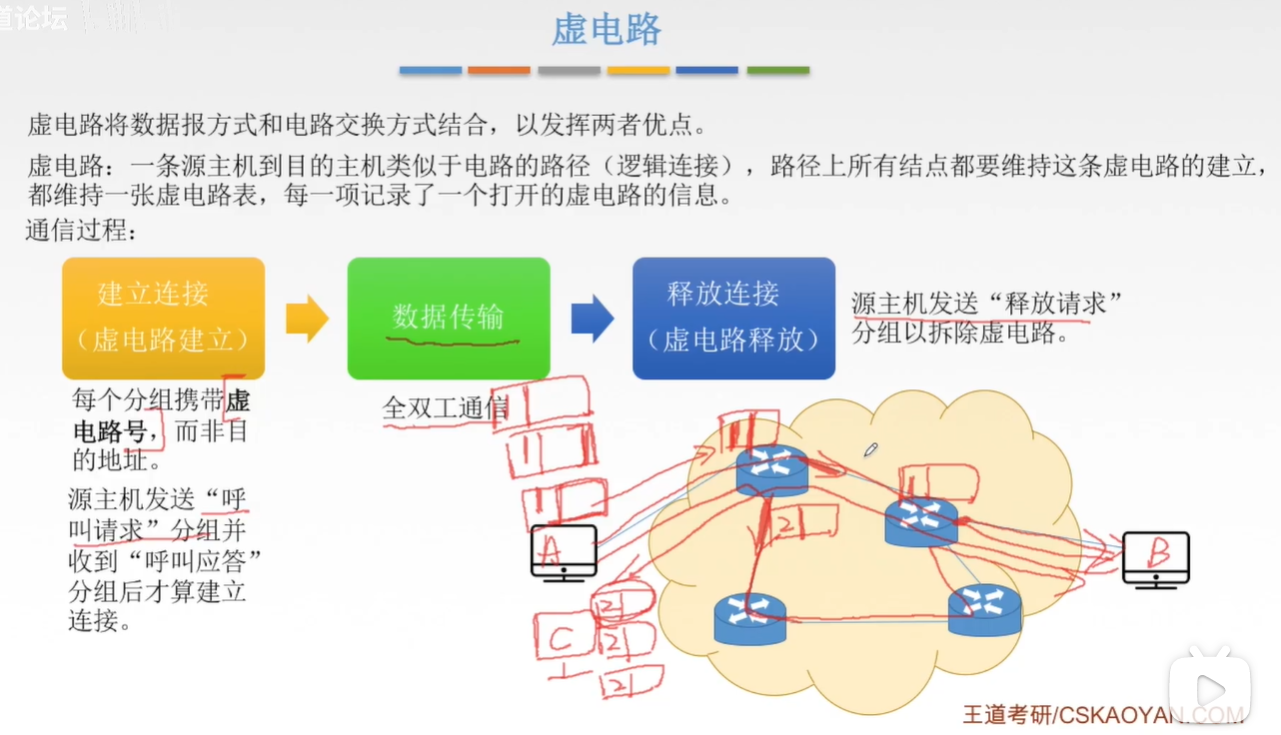 道论坛
虚电路
虚电路将数据报方式和电路交换方式结合，以发挥两者优点。
虚电路：一条源主机到目的主机类似于电路的路径（逻辑连接），路径上所有结点都要维持这条虚电路的建立，
都维持一张虚电路表，每一项记录了一个打开的虚电路的信息。
通信过程：
建立连接
（虚电路建立）
数据传输
释放连接
（虚电路释放）
源主机发送“释放请求”
分组以拆除虚电路。
每个分组携带虚
电路号，而非目
的地址。
源主机发送“呼
叫请求”分组并
收到“呼叫应答”
分组后才算建立
连接。
全双工通信
1
1
1
1
1
2
A
B
C
2
2
2
王道考研/CSKAOYAN.COM